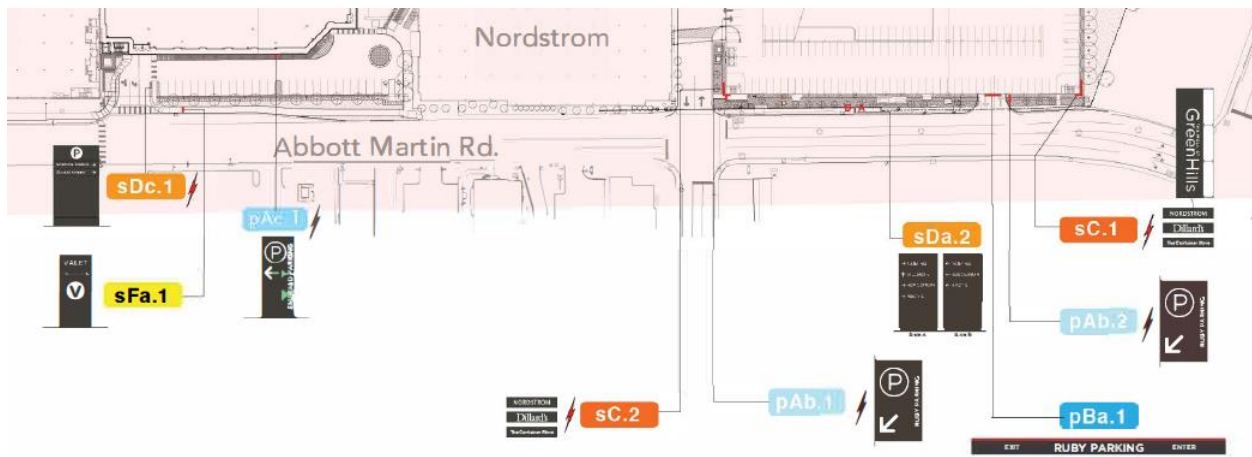 Nordstrom
B A
Abbott Martin Rd.
P
sDc.1
pAc.1
P
VALET
V
sFa.1
GreenHills
NORDSTROM
Dillard's
The Container Store
sC.1
sDa.2
Side A
Side B
pAb.2
P
RUBY PARKING
NORDSTROM
Dillard's
The Container Store
sC.2
pAb.1
P
RUBY PARKING
pBa.1
EXIT RUBY PARKING ENTER